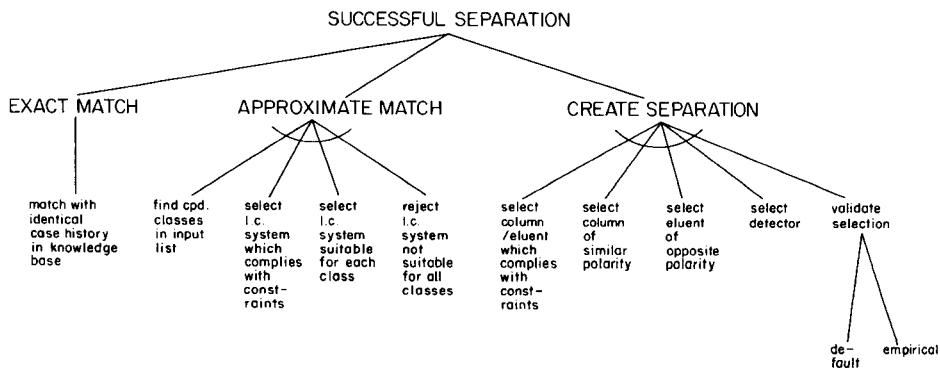 SUCCESSFUL SEPARATION
EXACT MATCH
APPROXIMATE MATCH
CREATE SEPARATION
match with
identical
case history
in knowledge
base
find cpd.
classes
in input
list
select
l.c.
system
which
complies
with
const-
raints
select
l.c.
system
suitable
for each
class
reject
l.c.
system
not
suitable
for all
classes
select
column
/eluent
which
complies
with
const-
raints
select
column
of
similar
polarity
select
eluent
of
opposite
polarity
select
detector
validate
selection
de-
fault
empirical